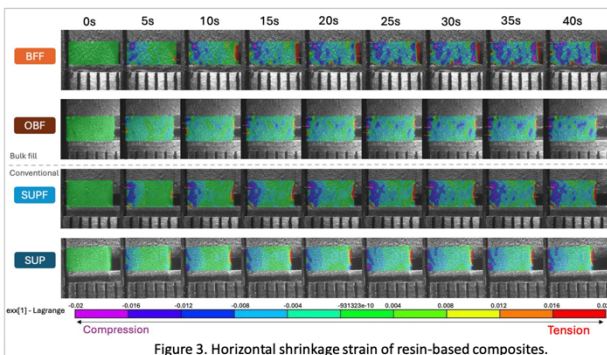 0s 5s 10s 15s 20s 25s 30s 35s 40s
BFF
OBF
Bulk fill
Conventional
SUPF
SUP
exx[1] - Lagrange
-0.02 -0.016 -0.012 -0.008 -0.004 -931323e-10 0.004 0.008 0.012 0.016 0.02
Compression Tension
Figure 3. Horizontal shrinkage strain of resin-based composites.